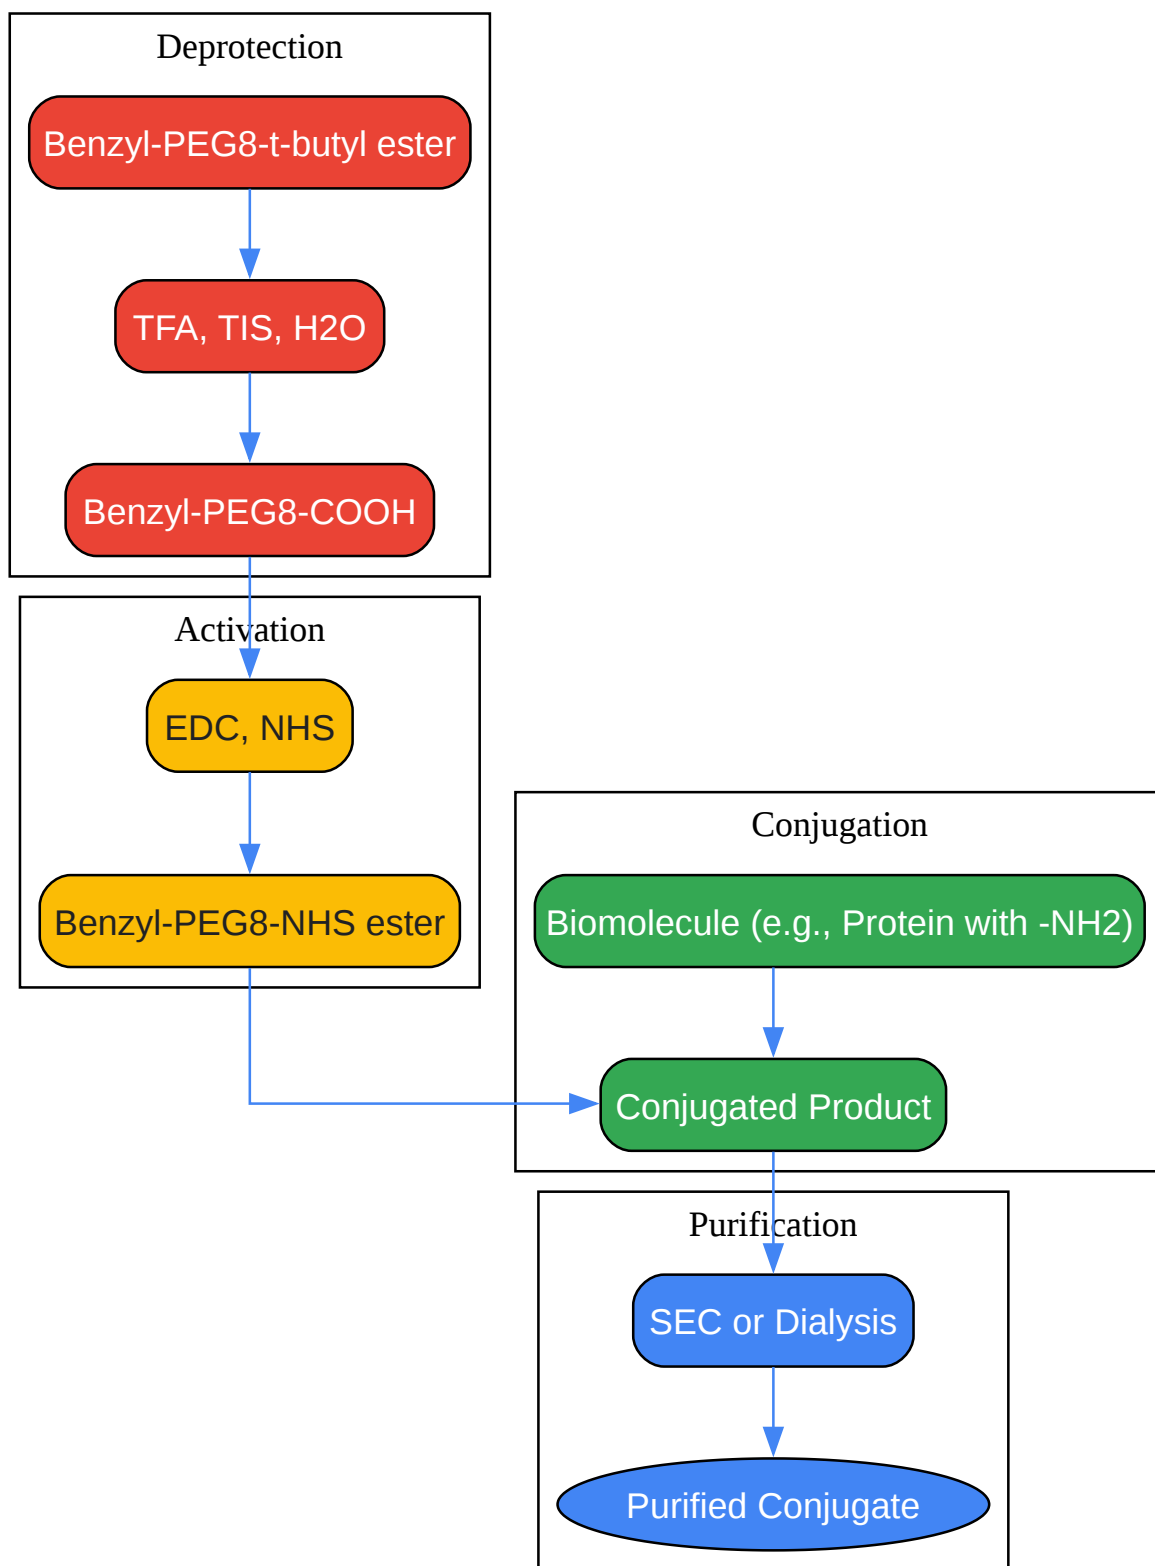 Deprotection
Benzyl-PEG8-t-butyl ester
TFA, TIS, H2O
Benzyl-PEG8-COOH
Activation
EDC, NHS
Benzyl-PEG8-NHS ester
Conjugation
Biomolecule (e.g., Protein with -NH2)
Conjugated Product
Purification
SEC or Dialysis
Purified Conjugate